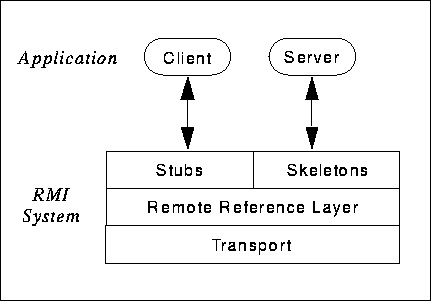 Application
Client
Server
Stubs
Skeletons
RMI
System
Remote Reference Layer
Transport